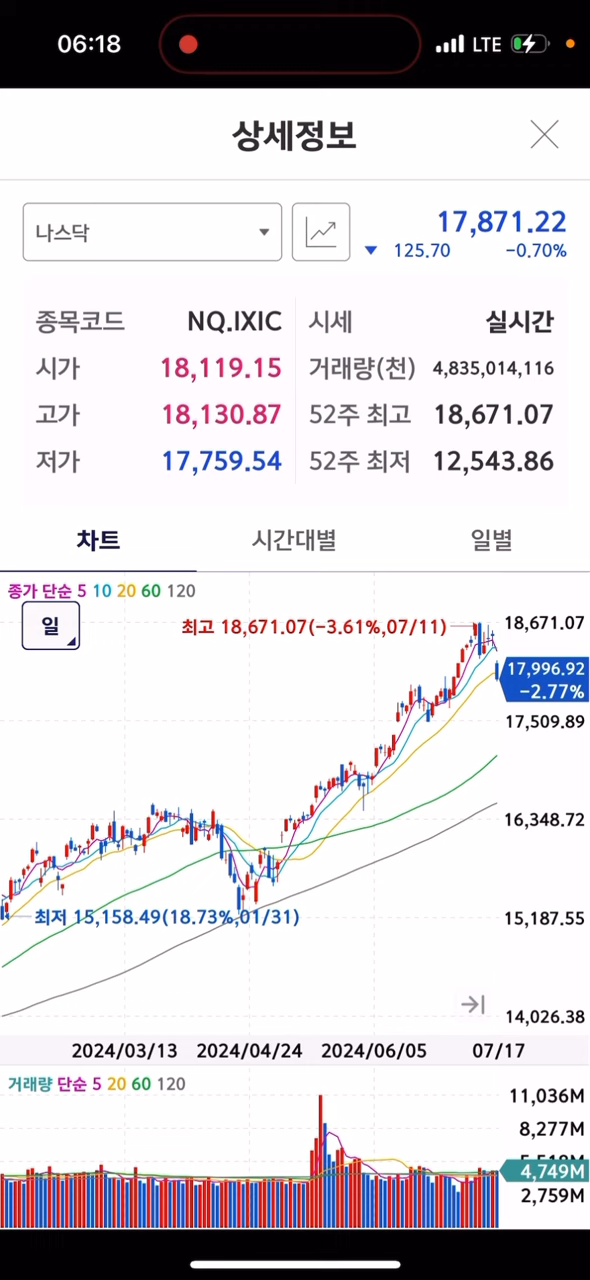 06:18
LTE
상세정보
나스닥
17,871.22
▼ 125.70 -0.70%
종목코드 NQ.IXIC 시세 실시간
시가 18,119.15 거래량(천) 4,835,014,116
고가 18,130.87 52주 최고 18,671.07
저가 17,759.54 52주 최저 12,543.86
차트 시간대별 일별
종가 단순 5 10 20 60 120
일
최고 18,671.07(-3.61%,07/11)
18,671.07
17,996.92
-2.77%
17,509.89
16,348.72
최저 15,158.49(18.73%,01/31)
15,187.55
14,026.38
2024/03/13 2024/04/24 2024/06/05 07/17
거래량 단순 5 20 60 120
11,036M
8,277M
4,749M
2,759M